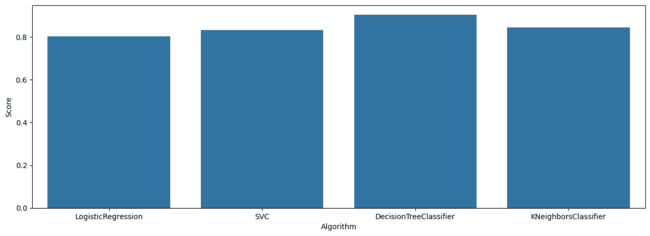 0.8
0.6
0.4
0.2
0.0
Score
LogisticRegression
SVC
DecisionTreeClassifier
KNeighborsClassifier
Algorithm